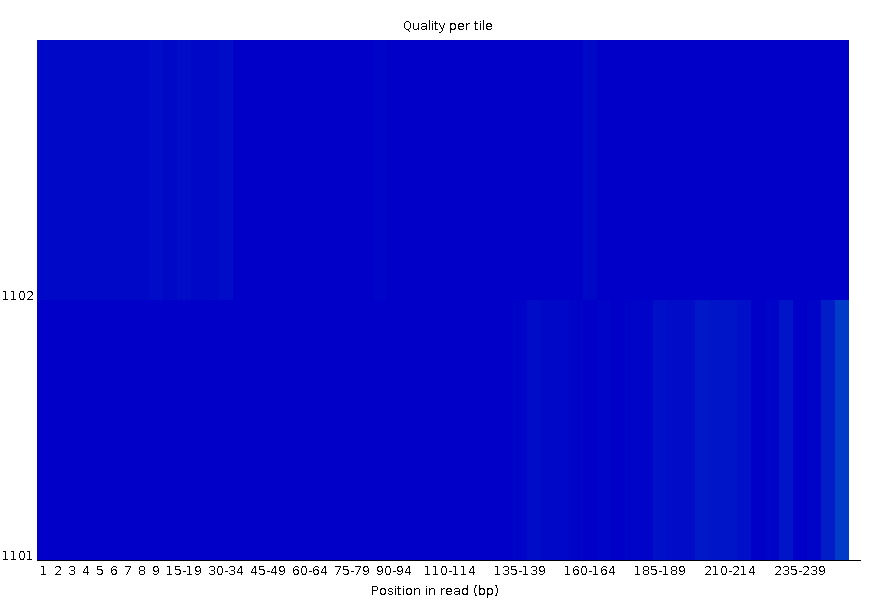 Quality per tile
1102
1101
1 2 3 4 5 6 7 8 9 15-19 30-34 45-49 60-64 75-79 90-94 110-114 135-139 160-164 185-189 210-214 235-239
Position in read (bp)